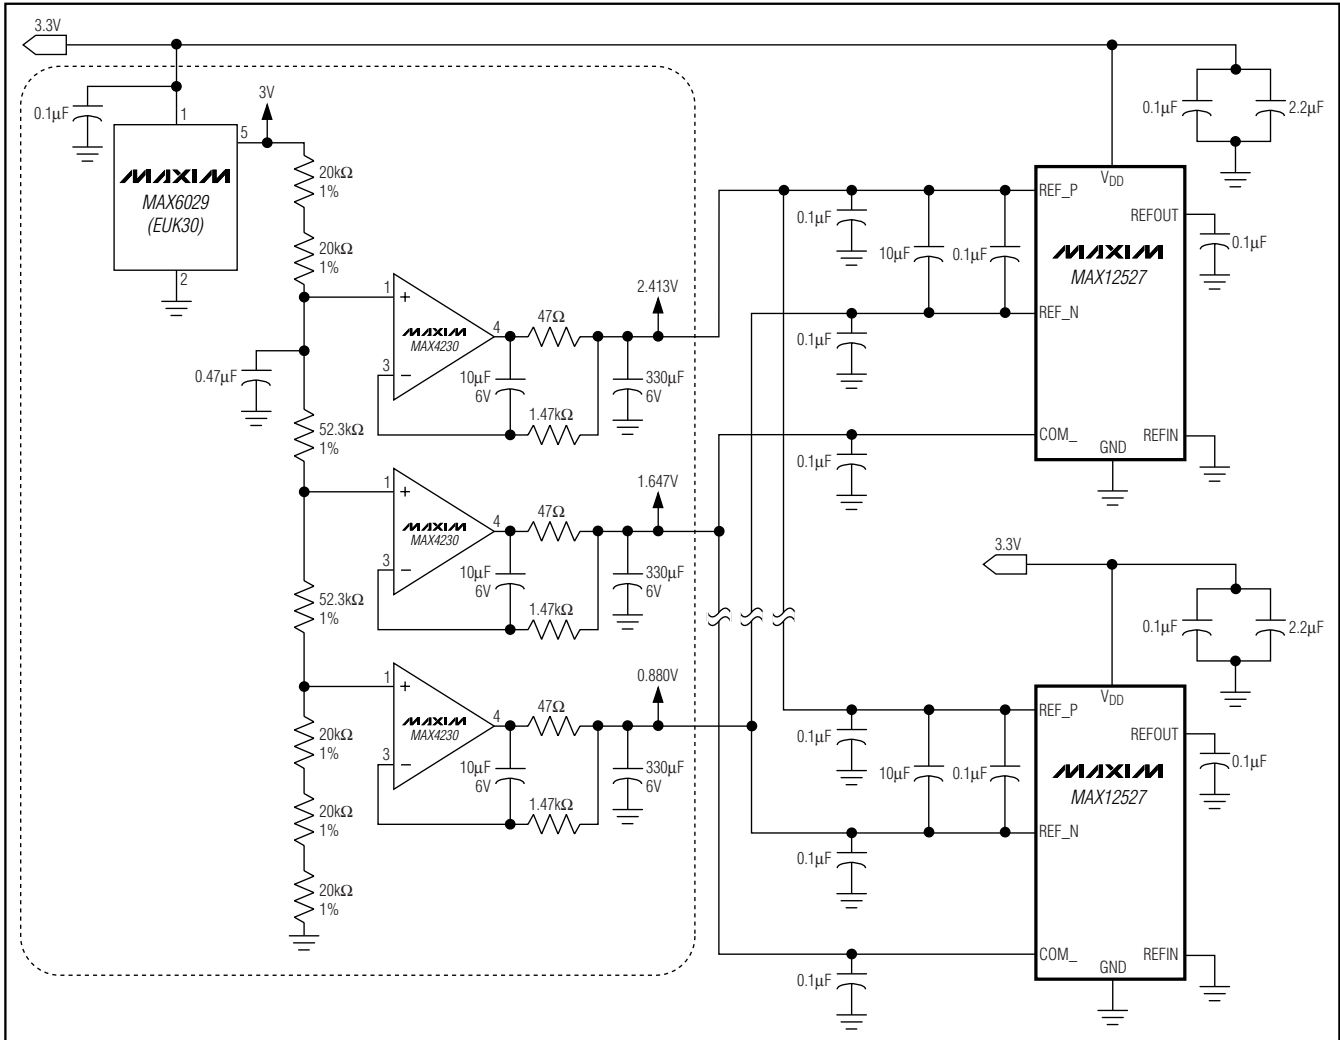 3.3V
0.1µF
1
3V
5
MAXIM
MAX6029
(EUK30)
2
20kΩ
1%
20kΩ
1%
0.47µF
52.3kΩ
1%
52.3kΩ
1%
20kΩ
1%
20kΩ
1%
20kΩ
1%
1
+
MAXIM
MAX4230
3
−
4
47Ω
10µF
6V
1.47kΩ
2.413V
330µF
6V
1
+
MAXIM
MAX4230
3
−
4
47Ω
10µF
6V
1.47kΩ
1.647V
330µF
6V
1
+
MAXIM
MAX4230
3
−
4
47Ω
10µF
6V
1.47kΩ
0.880V
330µF
6V
0.1µF
2.2µF
0.1µF
10µF
0.1µF
0.1µF
0.1µF
VDD
REF_P
REFOUT
0.1µF
MAXIM
MAX12527
REF_N
COM_
GND
REFIN
3.3V
0.1µF
2.2µF
0.1µF
10µF
0.1µF
0.1µF
0.1µF
VDD
REF_P
REFOUT
0.1µF
MAXIM
MAX12527
REF_N
COM_
GND
REFIN